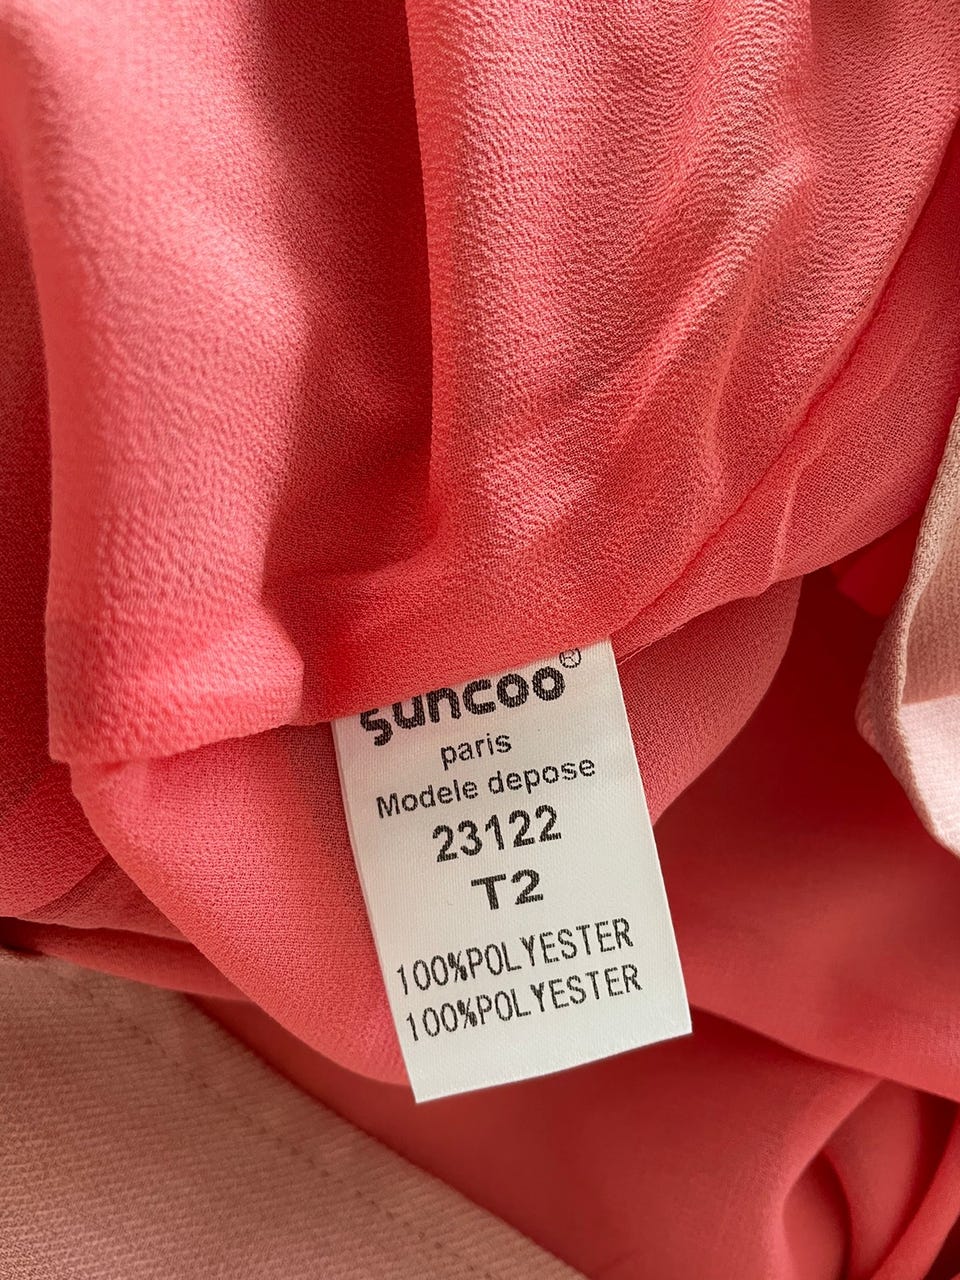 suncoo®
paris
Modele depose
23122
T2
100%POLYESTER
100%POLYESTER